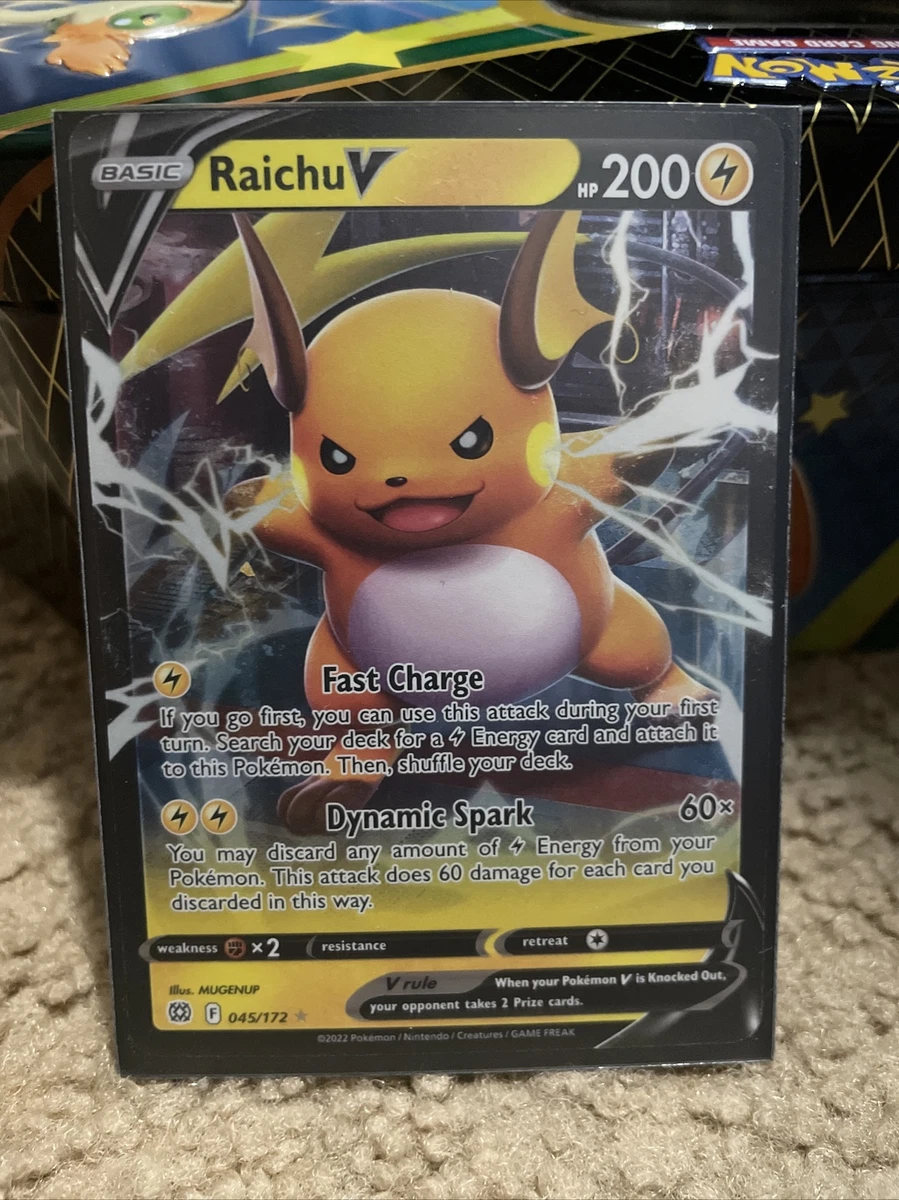 NG CARD GAME
BASIC RaichuV HP 200
Fast Charge
If you go first, you can use this attack during your first
turn. Search your deck for a Energy card and attach it
to this Pokémon. Then, shuffle your deck.
Dynamic Spark 60×
You may discard any amount of Energy from your
Pokémon. This attack does 60 damage for each card you
discarded in this way.
weakness ×2 resistance retreat
V rule When your Pokémon V is Knocked Out,
your opponent takes 2 Prize cards.
Illus. MUGENUP
F 045/172
©2022 Pokémon / Nintendo / Creatures / GAME FREAK